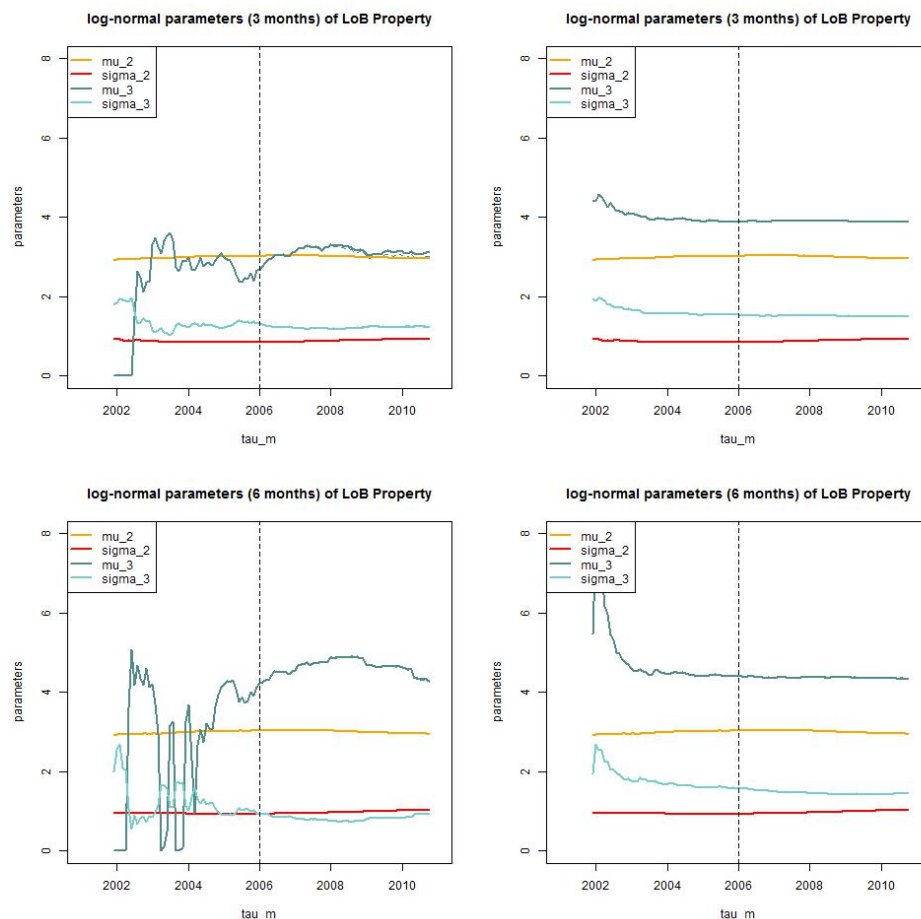 log-normal parameters (3 months) of LoB Property
8
6
4
2
0
parameters
mu_2
sigma_2
mu_3
sigma_3
2002 2004 2006 2008 2010
tau_m
log-normal parameters (3 months) of LoB Property
8
6
4
2
0
parameters
mu_2
sigma_2
mu_3
sigma_3
2002 2004 2006 2008 2010
tau_m
log-normal parameters (6 months) of LoB Property
8
6
4
2
0
parameters
mu_2
sigma_2
mu_3
sigma_3
2002 2004 2006 2008 2010
tau_m
log-normal parameters (6 months) of LoB Property
8
6
4
2
0
parameters
mu_2
sigma_2
mu_3
sigma_3
2002 2004 2006 2008 2010
tau_m